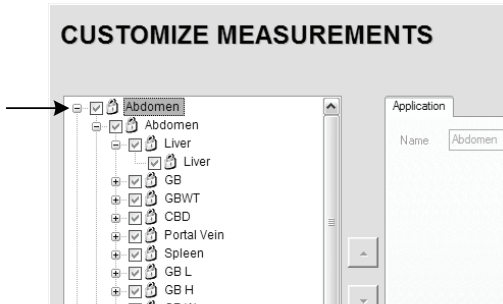 CUSTOMIZE MEASUREMENTS
Abdomen
Abdomen
Liver
Liver
GB
GBWT
CBD
Portal Vein
Spleen
GB L
GB H
Application
Name Abdomen